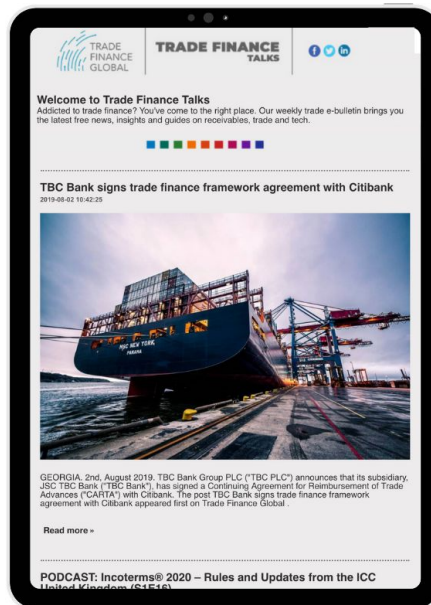 TRADE
FINANCE
GLOBAL
TRADE FINANCE
TALKS
Welcome to Trade Finance Talks
Addicted to trade finance? You've come to the right place. Our weekly trade e-bulletin brings you
the latest free news, insights and guides on receivables, trade and tech.
TBC Bank signs trade finance framework agreement with Citibank
2019-08-02 10:42:25
MSC NEW YORK
PANAMA
GEORGIA. 2nd, August 2019. TBC Bank Group PLC ("TBC PLC") announces that its subsidiary,
JSC TBC Bank ("TBC Bank"), has signed a Continuing Agreement for Reimbursement of Trade
Advances ("CARTA") with Citibank. The post TBC Bank signs trade finance framework
agreement with Citibank appeared first on Trade Finance Global .
Read more »
PODCAST: Incoterms® 2020 – Rules and Updates from the ICC
United Kingdom (S1E16)